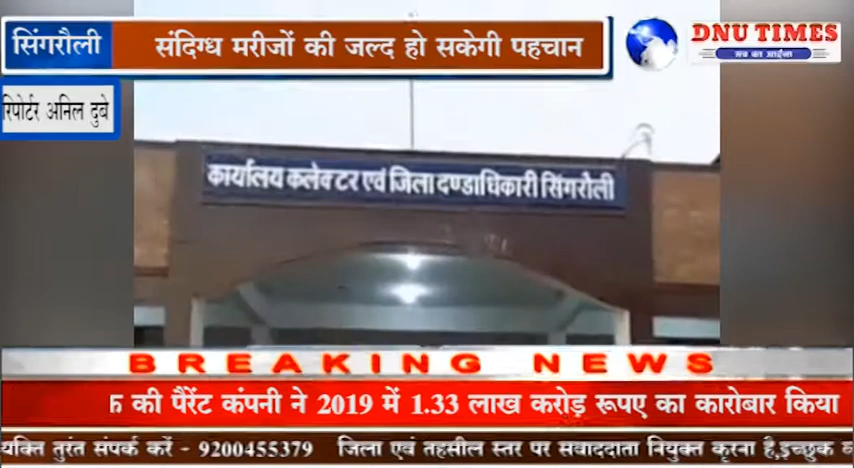 सिंगरौली
संदिग्ध मरीजों की जल्द हो सकेगी पहचान
DNU TIMES
सच का आईना
रिपोर्टर अनिल दुबे
कार्यालय कलेक्टर एवं जिला दण्डाधिकारी सिंगरौली
BREAKING NEWS
की पैरेंट कंपनी ने 2019 में 1.33 लाख करोड़ रूपए का कारोबार किया
तुरंत संपर्क करें - 9200455379 जिला एवं तहसील स्तर पर सवाददाता नियुक्त करना है,इच्छुक